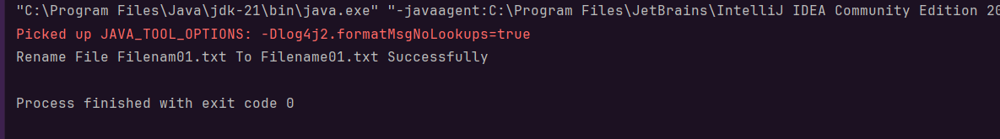 "C:\Program Files\Java\jdk-21\bin\java.exe" "-javaagent:C:\Program Files\JetBrains\IntelliJ IDEA Community Edition 20
Picked up JAVA_TOOL_OPTIONS: -Dlog4j2.formatMsgNoLookups=true
Rename File Filenam01.txt To Filename01.txt Successfully
Process finished with exit code 0